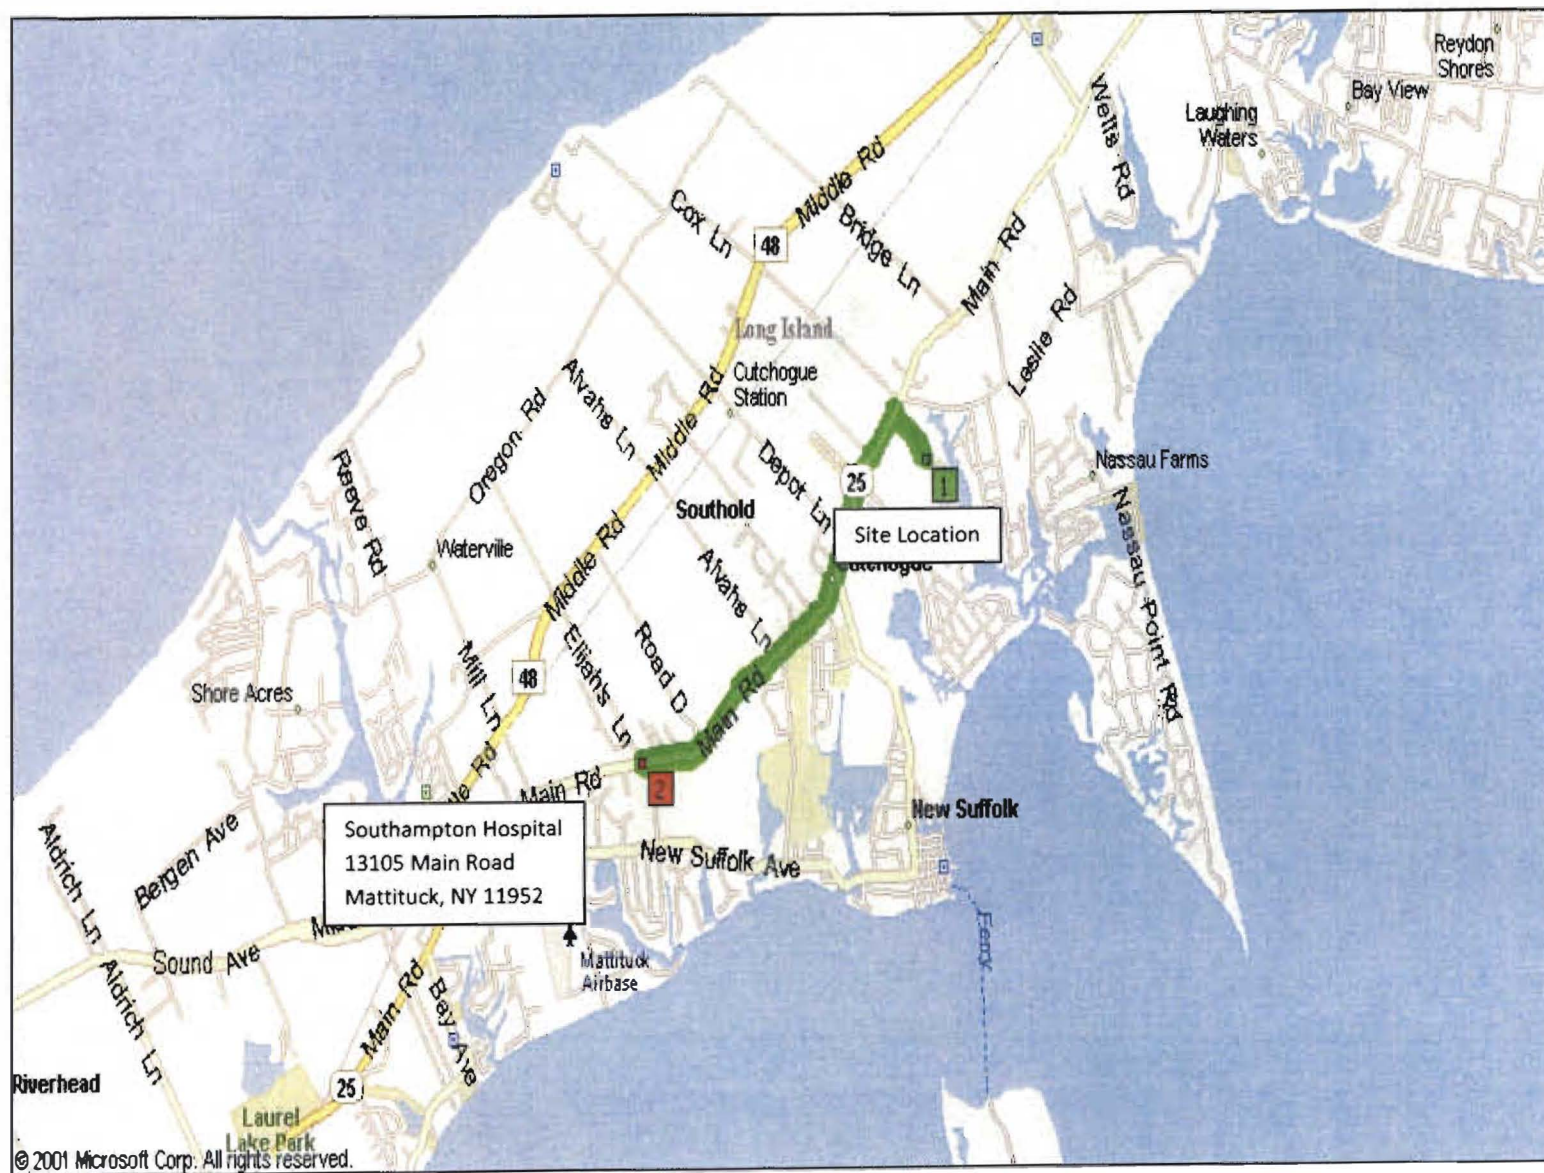 Reydon
Shores
Bay View
Laughing
Waters
Wells Rd
Middle Rd
48
Cox Ln
Bridge Ln
Main Rd
Long Island
Leslie Rd
Cutchogue
Station
Alvahs Ln
Middle Rd
Oregon Rd
Depot Ln
25
1
Nassau Farms
Reeve Rd
Southold
Site Location
Cutchogue
Nassau Point Rd
Waterville
Middle Rd
Alvahs Ln
Elijah's Ln
Road D
Mill Ln
48
Shore Acres
Main Rd
Rd
2
Main Rd
Southampton Hospital
13105 Main Road
Mattituck, NY 11952
New Suffolk
New Suffolk Ave
Aldrich Ln
Bergen Ave
Sound Ave
Mattituck
Airbase
Ferry
Aldrich Ln
Main Rd
Bay Ave
Riverhead
25
Laurel
Lake Park
© 2001 Microsoft Corp. All rights reserved.